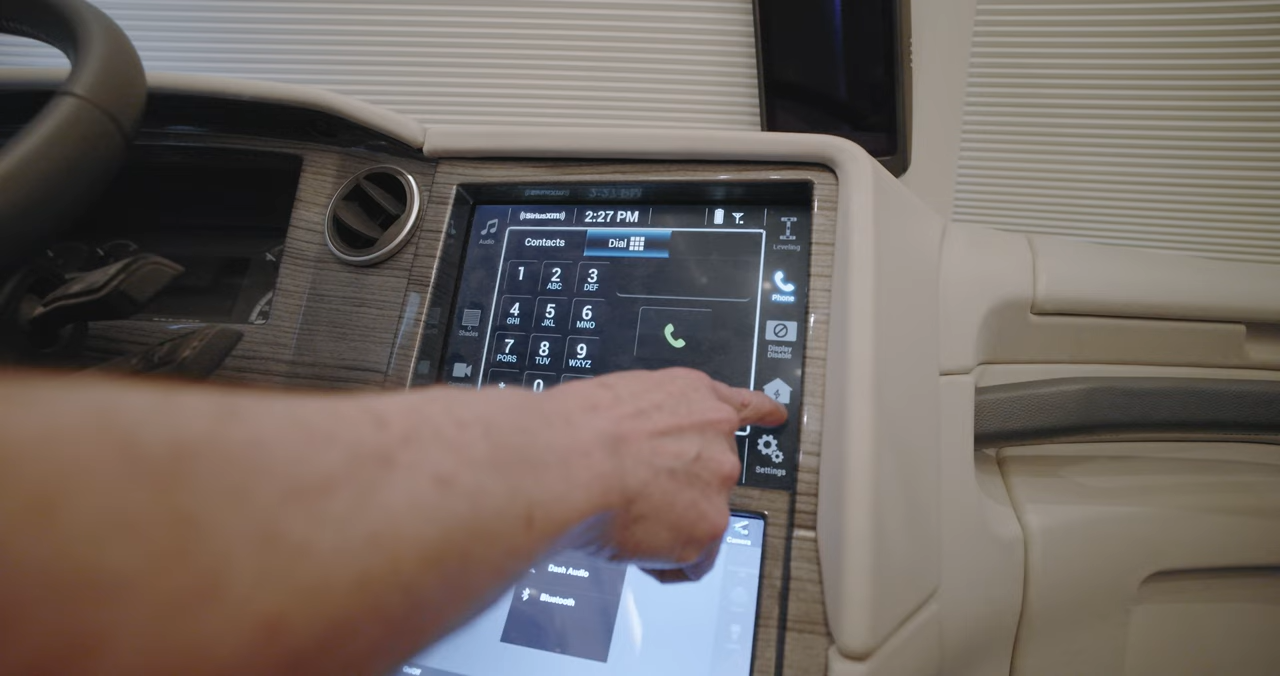 ((SiriusXM))
2:27 PM
Audio
Contacts
Dial
Leveling
1
2
3
ABC
DEF
Phone
4
5
6
GHI
JKL
MNO
Shades
Display
Disable
7
8
9
PQRS
TUV
WXYZ
*
0
Settings
Camera
Dash Audio
Bluetooth